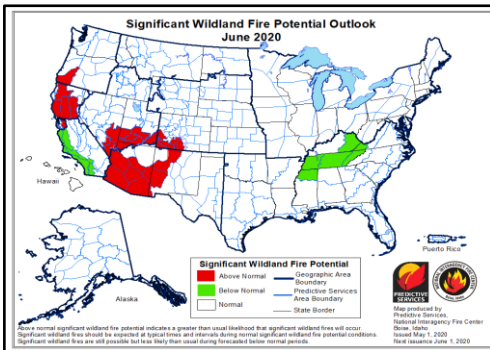 Significant Wildland Fire Potential Outlook
June 2020
Hawaii
Puerto Rico
Alaska
Significant Wildland Fire Potential
Above Normal
Below Normal
Normal
Geographic Area
Boundary
Predictive Services
Area Boundary
State Border
PREDICTIVE
SERVICES
Map produced by
Predictive Services,
National Interagency Fire Center
Boise, Idaho
Issued May 1, 2020
Next issuance June 1, 2020
Above normal significant wildland fire potential indicates a greater than usual likelihood that significant wildland fires will occur.
Significant wildland fires should be expected at typical times and intervals during normal significant wildland fire potential conditions.
Significant wildland fires are still possible but less likely than usual during forecasted below normal periods.